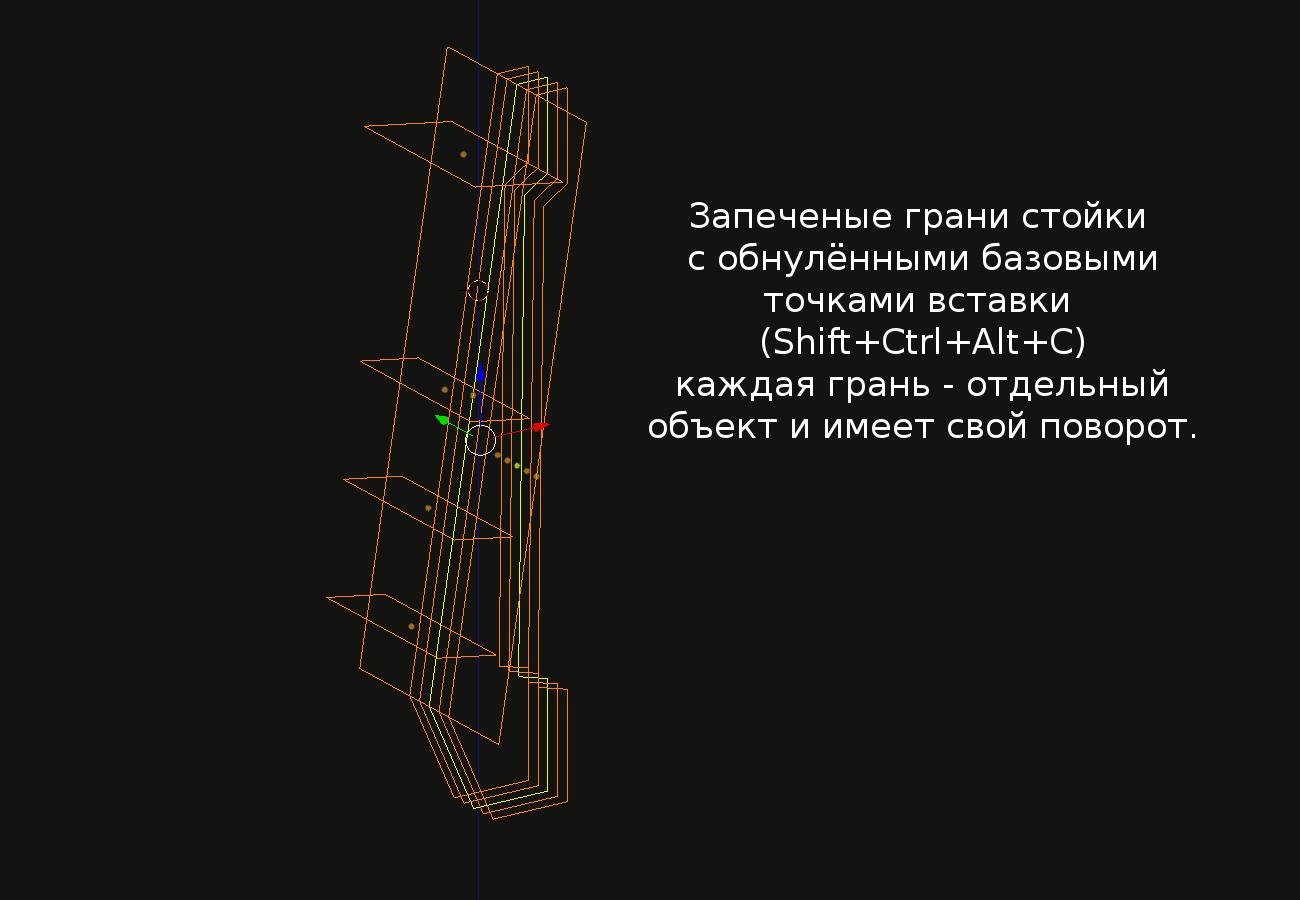 Запеченые грани стойки
с обнулёнными базовыми
точками вставки
(Shift+Ctrl+Alt+C)
каждая грань - отдельный
объект и имеет свой поворот.